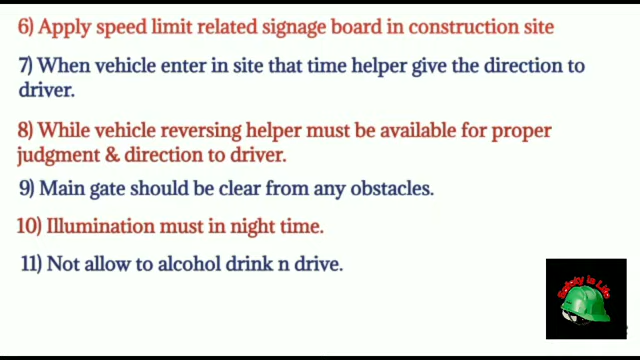 6) Apply speed limit related signage board in construction site
7) When vehicle enter in site that time helper give the direction to
driver.
8) While vehicle reversing helper must be available for proper
judgment & direction to driver.
9) Main gate should be clear from any obstacles.
10) Illumination must in night time.
11) Not allow to alcohol drink n drive.
Safety is Life